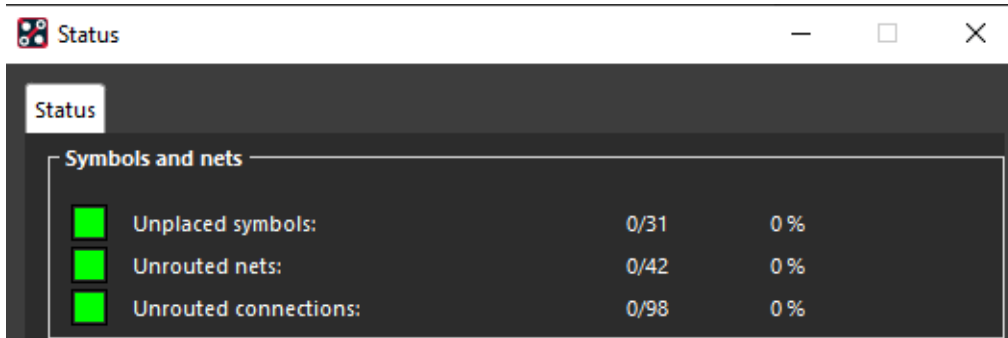 Status
Status
Symbols and nets
Unplaced symbols: 0/31 0 %
Unrouted nets: 0/42 0 %
Unrouted connections: 0/98 0 %